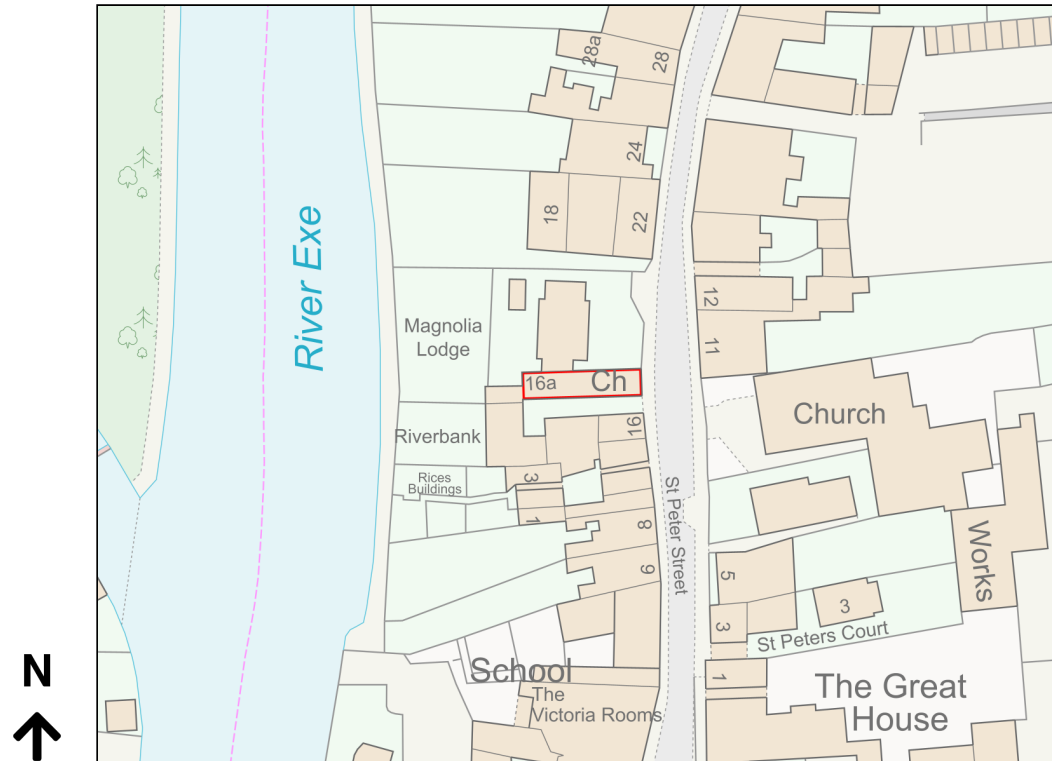 28a
28
24
18
22
River Exe
12
11
Magnolia
Lodge
16a
Ch
Church
Riverbank
16
Rices
Buildings
3
1
St Peter Street
8
9
Works
5
3
3
St Peters Court
School
The
Victoria Rooms
1
The Great
House
N